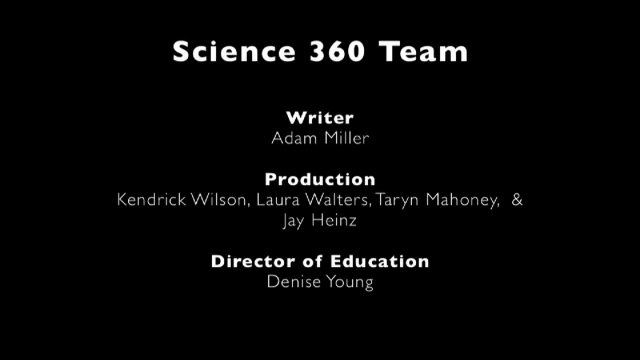 Science 360 Team
Writer
Adam Miller
Production
Kendrick Wilson, Laura Walters, Taryn Mahoney, &
Jay Heinz
Director of Education
Denise Young